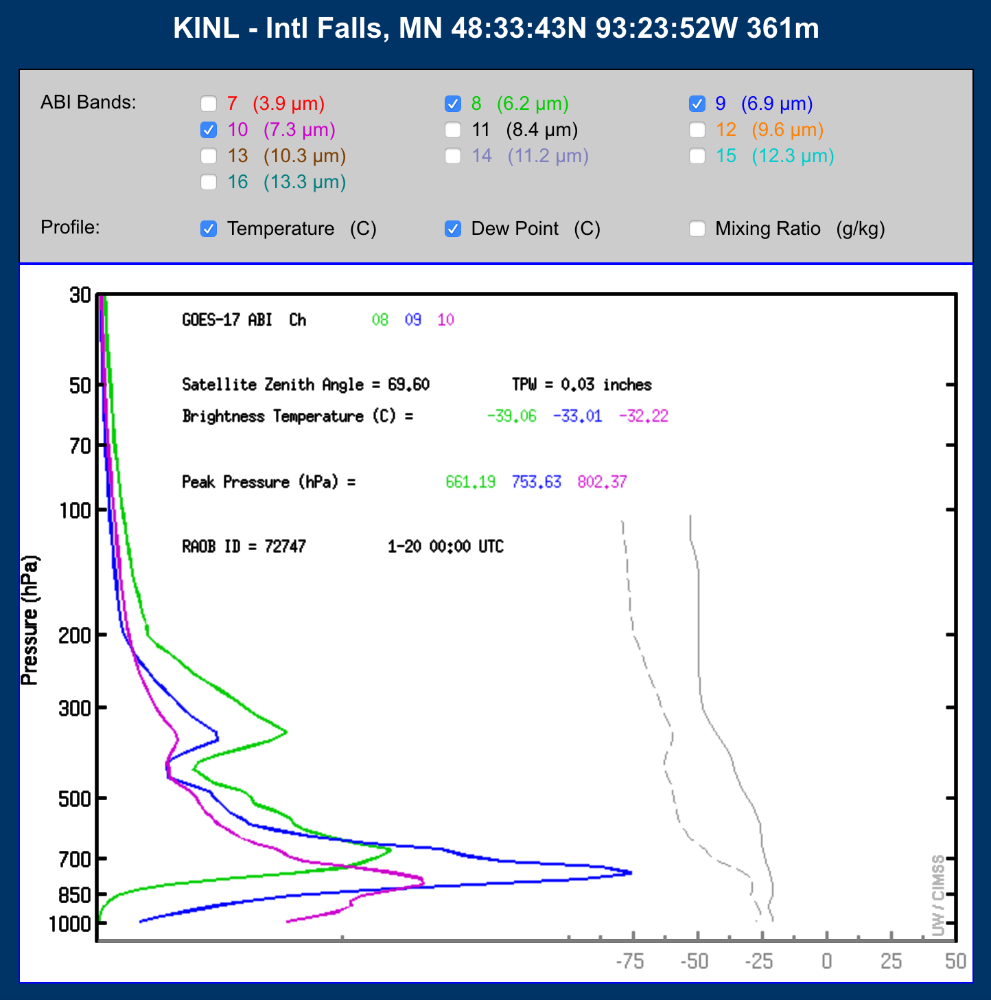 KINL - Intl Falls, MN 48:33:43N 93:23:52W 361m
ABI Bands: 7 (3.9 µm) 8 (6.2 µm) 9 (6.9 µm)
10 (7.3 µm) 11 (8.4 µm) 12 (9.6 µm)
13 (10.3 µm) 14 (11.2 µm) 15 (12.3 µm)
16 (13.3 µm)
Profile: Temperature (C) Dew Point (C) Mixing Ratio (g/kg)
30
GOES-17 ABI Ch 08 09 10
50
Satellite Zenith Angle = 69.60 TPW = 0.03 inches
Brightness Temperature (C) = -39.06 -33.01 -32.22
70
Peak Pressure (hPa) = 661.19 753.63 802.37
100
RAOB ID = 72747 1-20 00:00 UTC
Pressure (hPa)
200
300
500
700
850
1000
UW / CIMSS
-75 -50 -25 0 25 50